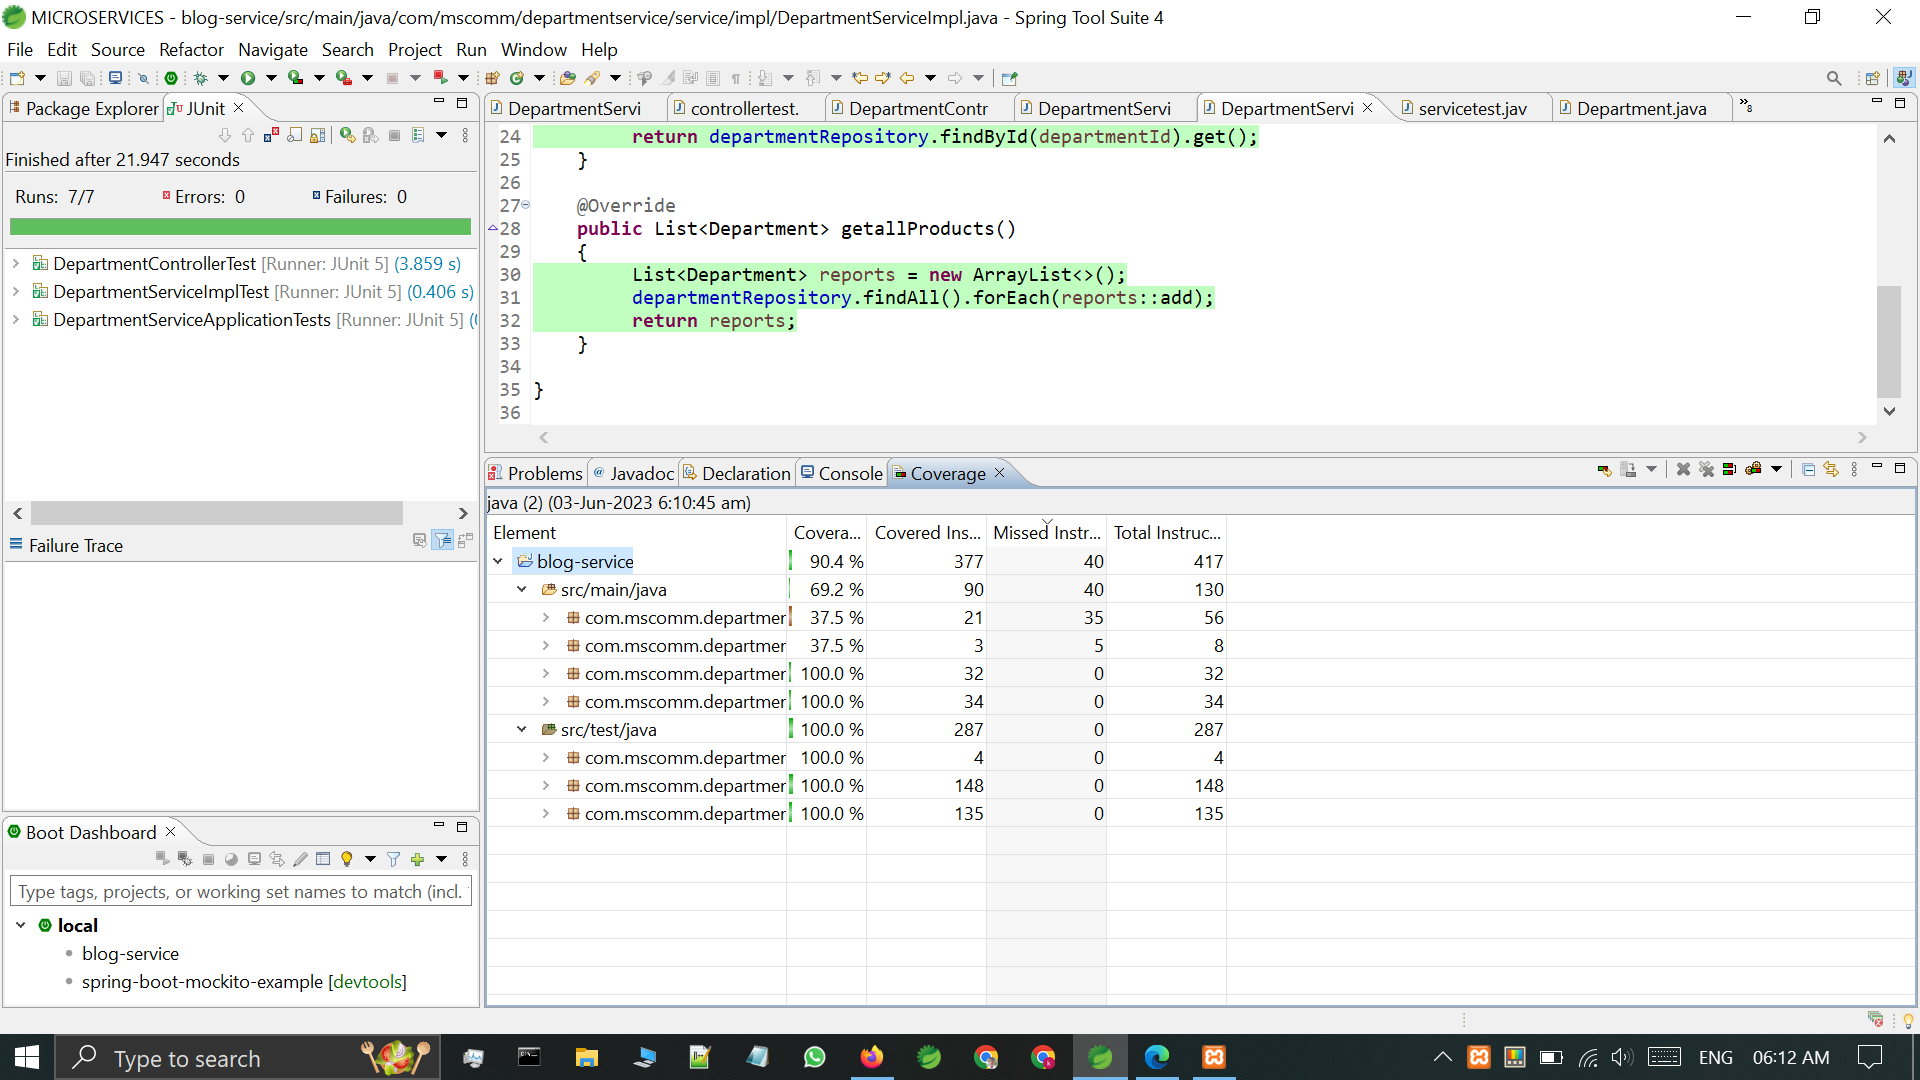 MICROSERVICES - blog-service/src/main/java/com/mscomm/departmentservice/service/impl/DepartmentServiceImpl.java - Spring Tool Suite 4
File Edit Source Refactor Navigate Search Project Run Window Help
Package Explorer JUnit
Finished after 21.947 seconds
Runs: 7/7 Errors: 0 Failures: 0
DepartmentControllerTest [Runner: JUnit 5] (3.859 s)
DepartmentServiceImplTest [Runner: JUnit 5] (0.406 s)
DepartmentServiceApplicationTests [Runner: JUnit 5] (
Failure Trace
Boot Dashboard
Type tags, projects, or working set names to match (incl.
local
blog-service
spring-boot-mockito-example [devtools]
DepartmentServi controllertest. DepartmentContr DepartmentServi DepartmentServi servicetest.jav Department.java »8
24 return departmentRepository.findById(departmentId).get();
25 }
26
27 @Override
28 public List<Department> getallProducts()
29 {
30 List<Department> reports = new ArrayList<>();
31 departmentRepository.findAll().forEach(reports::add);
32 return reports;
33 }
34
35 }
36
Problems Javadoc Declaration Console Coverage
java (2) (03-Jun-2023 6:10:45 am)
Element Covera... Covered Ins... Missed Instr... Total Instruc...
blog-service 90.4 % 377 40 417
src/main/java 69.2 % 90 40 130
com.mscomm.departmer 37.5 % 21 35 56
com.mscomm.departmer 37.5 % 3 5 8
com.mscomm.departmer 100.0 % 32 0 32
com.mscomm.departmer 100.0 % 34 0 34
src/test/java 100.0 % 287 0 287
com.mscomm.departmer 100.0 % 4 0 4
com.mscomm.departmer 100.0 % 148 0 148
com.mscomm.departmer 100.0 % 135 0 135
Type to search
ENG 06:12 AM